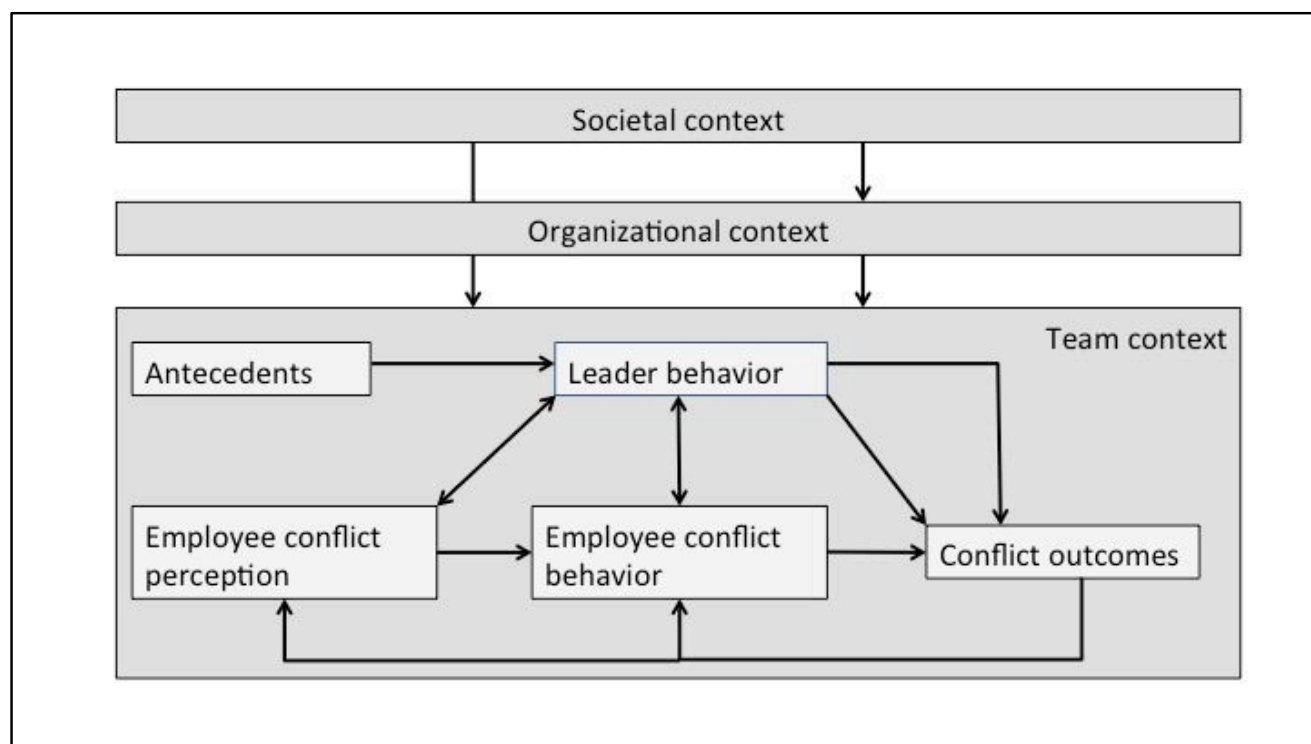 Societal context
Organizational context
Team context
Antecedents
Leader behavior
Employee conflict
perception
Employee conflict
behavior
Conflict outcomes